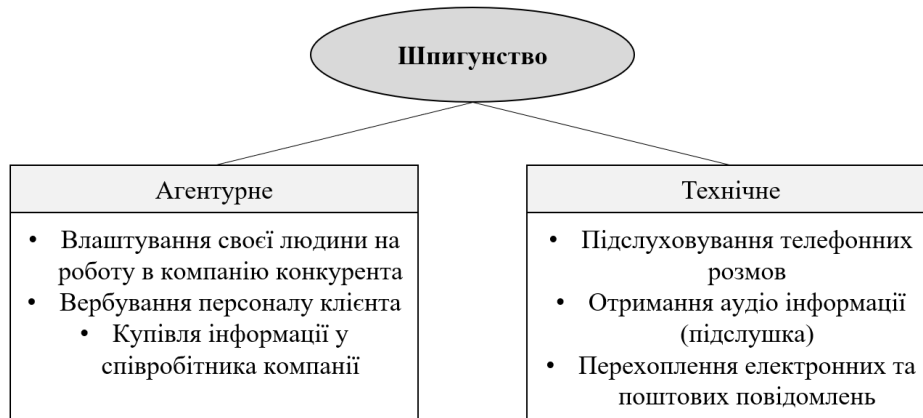 Шпигунство
Агентурне
• Влаштування своєї людини на
роботу в компанію конкурента
• Вербування персоналу клієнта
• Купівля інформації у
співробітника компанії
Технічне
• Підслуховування телефонних
розмов
• Отримання аудіо інформації
(підслушка)
• Перехоплення електронних та
поштових повідомлень